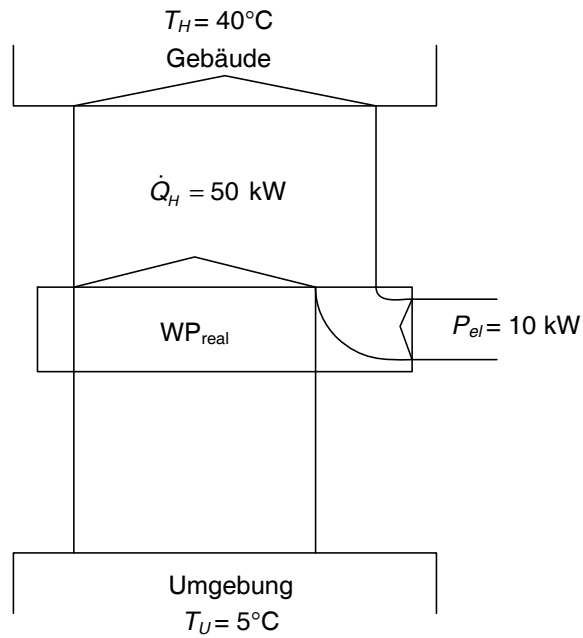 T_H = 40°C
Gebäude
Q̇_H = 50 kW
WP_real
P_el = 10 kW
Umgebung
T_U = 5°C